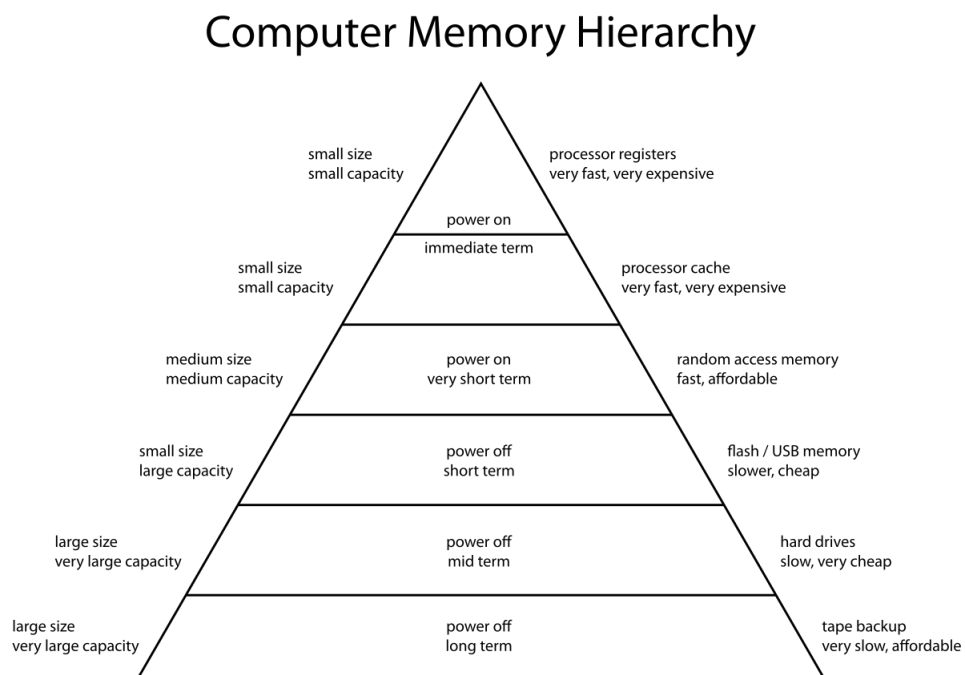 Computer Memory Hierarchy
small size
small capacity
processor registers
very fast, very expensive
power on
immediate term
small size
small capacity
processor cache
very fast, very expensive
medium size
medium capacity
power on
very short term
random access memory
fast, affordable
small size
large capacity
power off
short term
flash / USB memory
slower, cheap
large size
very large capacity
power off
mid term
hard drives
slow, very cheap
large size
very large capacity
power off
long term
tape backup
very slow, affordable